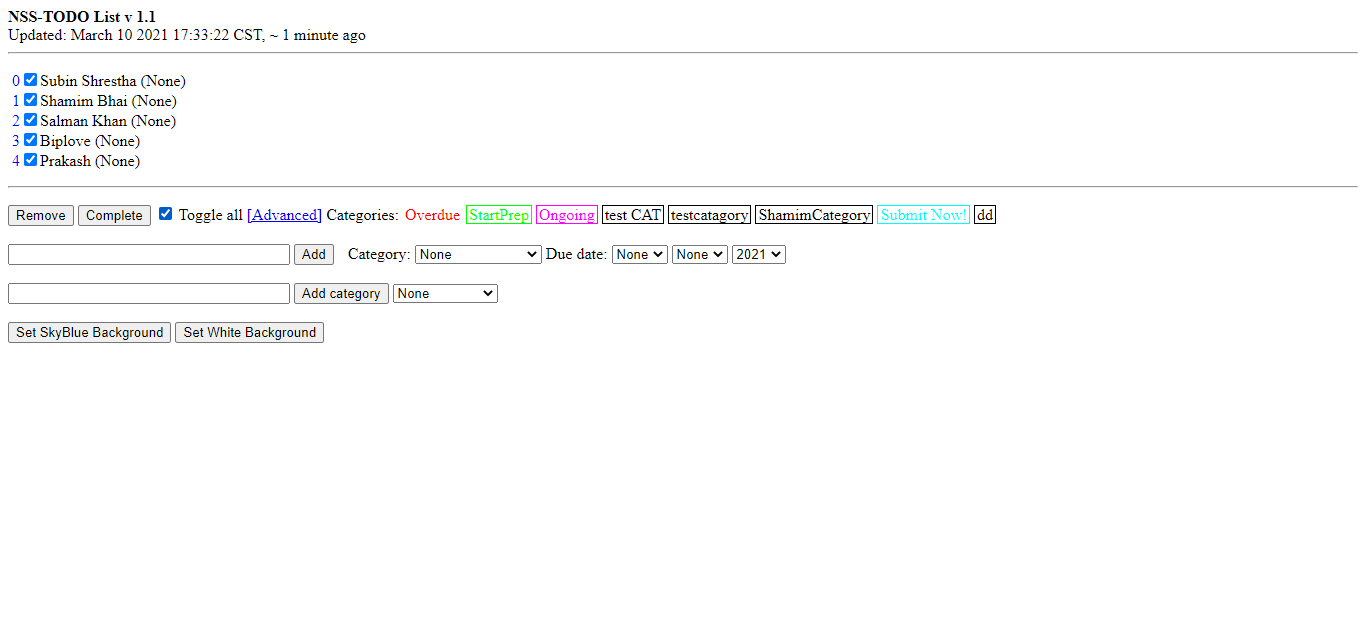 NSS-TODO List v 1.1
Updated: March 10 2021 17:33:22 CST, ~ 1 minute ago
0 Subin Shrestha (None)
1 Shamim Bhai (None)
2 Salman Khan (None)
3 Biplove (None)
4 Prakash (None)
Remove Complete Toggle all [Advanced] Categories: Overdue StartPrep Ongoing test CAT testcatagory ShamimCategory Submit Now! dd
Add Category: None Due date: None None 2021
Add category None
Set SkyBlue Background Set White Background